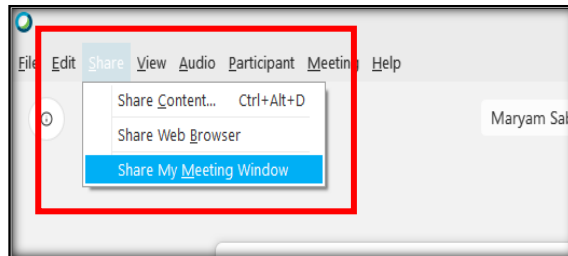 File Edit Share View Audio Participant Meeting Help
Share Content... Ctrl+Alt+D
Maryam Sab
Share Web Browser
Share My Meeting Window